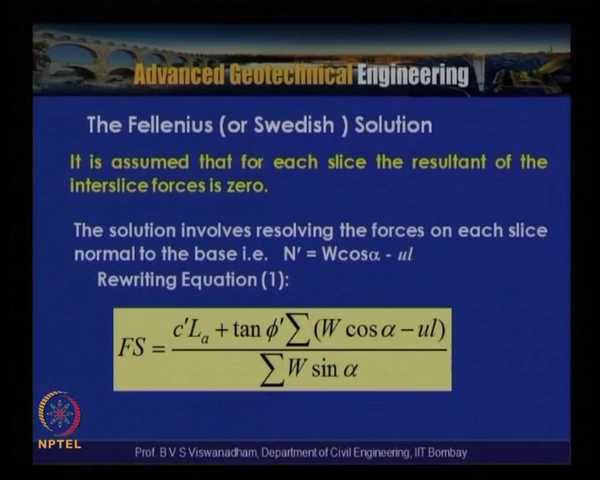 Advanced Geotechnical Engineering
The Fellenius (or Swedish ) Solution
It is assumed that for each slice the resultant of the
interslice forces is zero.
The solution involves resolving the forces on each slice
normal to the base i.e. N′ = Wcosα - ul
Rewriting Equation (1):
FS = \frac{c′L_a + tan ϕ′∑(W cos α − ul)}{∑W sin α}
NPTEL
Prof. B V S Viswanadham, Department of Civil Engineering, IIT Bombay